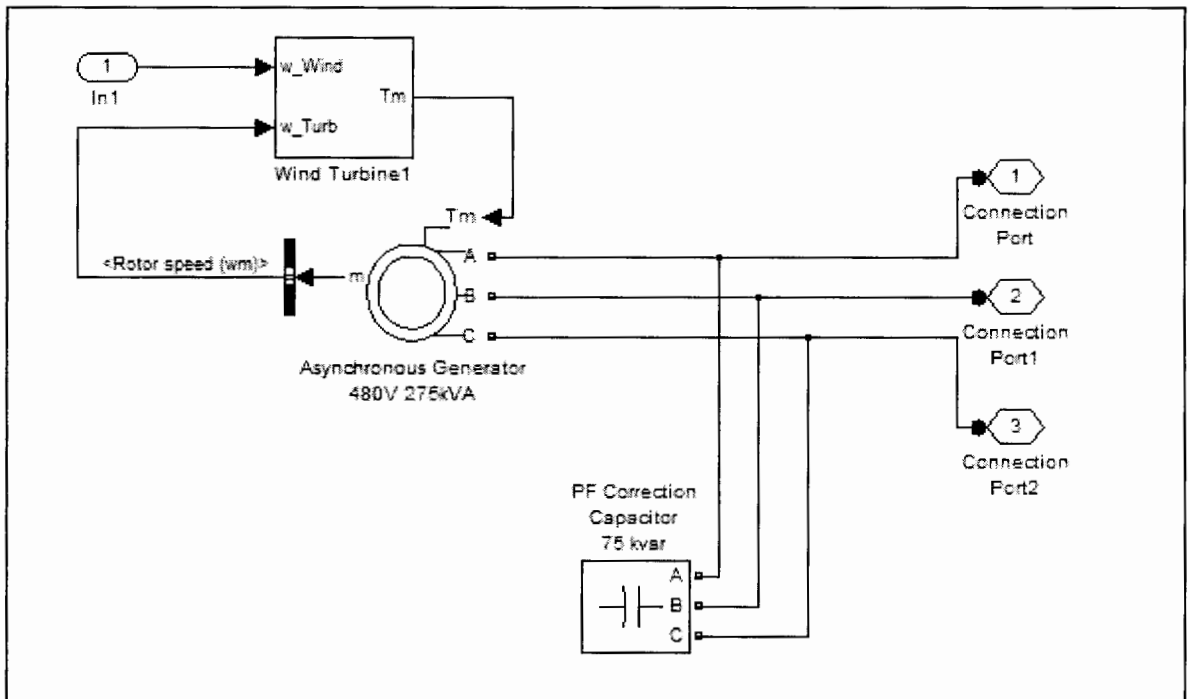 1
In1
w_Wind
w_Turb
Tm
Wind Turbine1
Tm
A
B
C
m
<Rotor speed (wm)>
Asynchronous Generator
480V 275kVA
1
Connection
Port
2
Connection
Port1
3
Connection
Port2
PF Correction
Capacitor
75 kvar
A
B
C